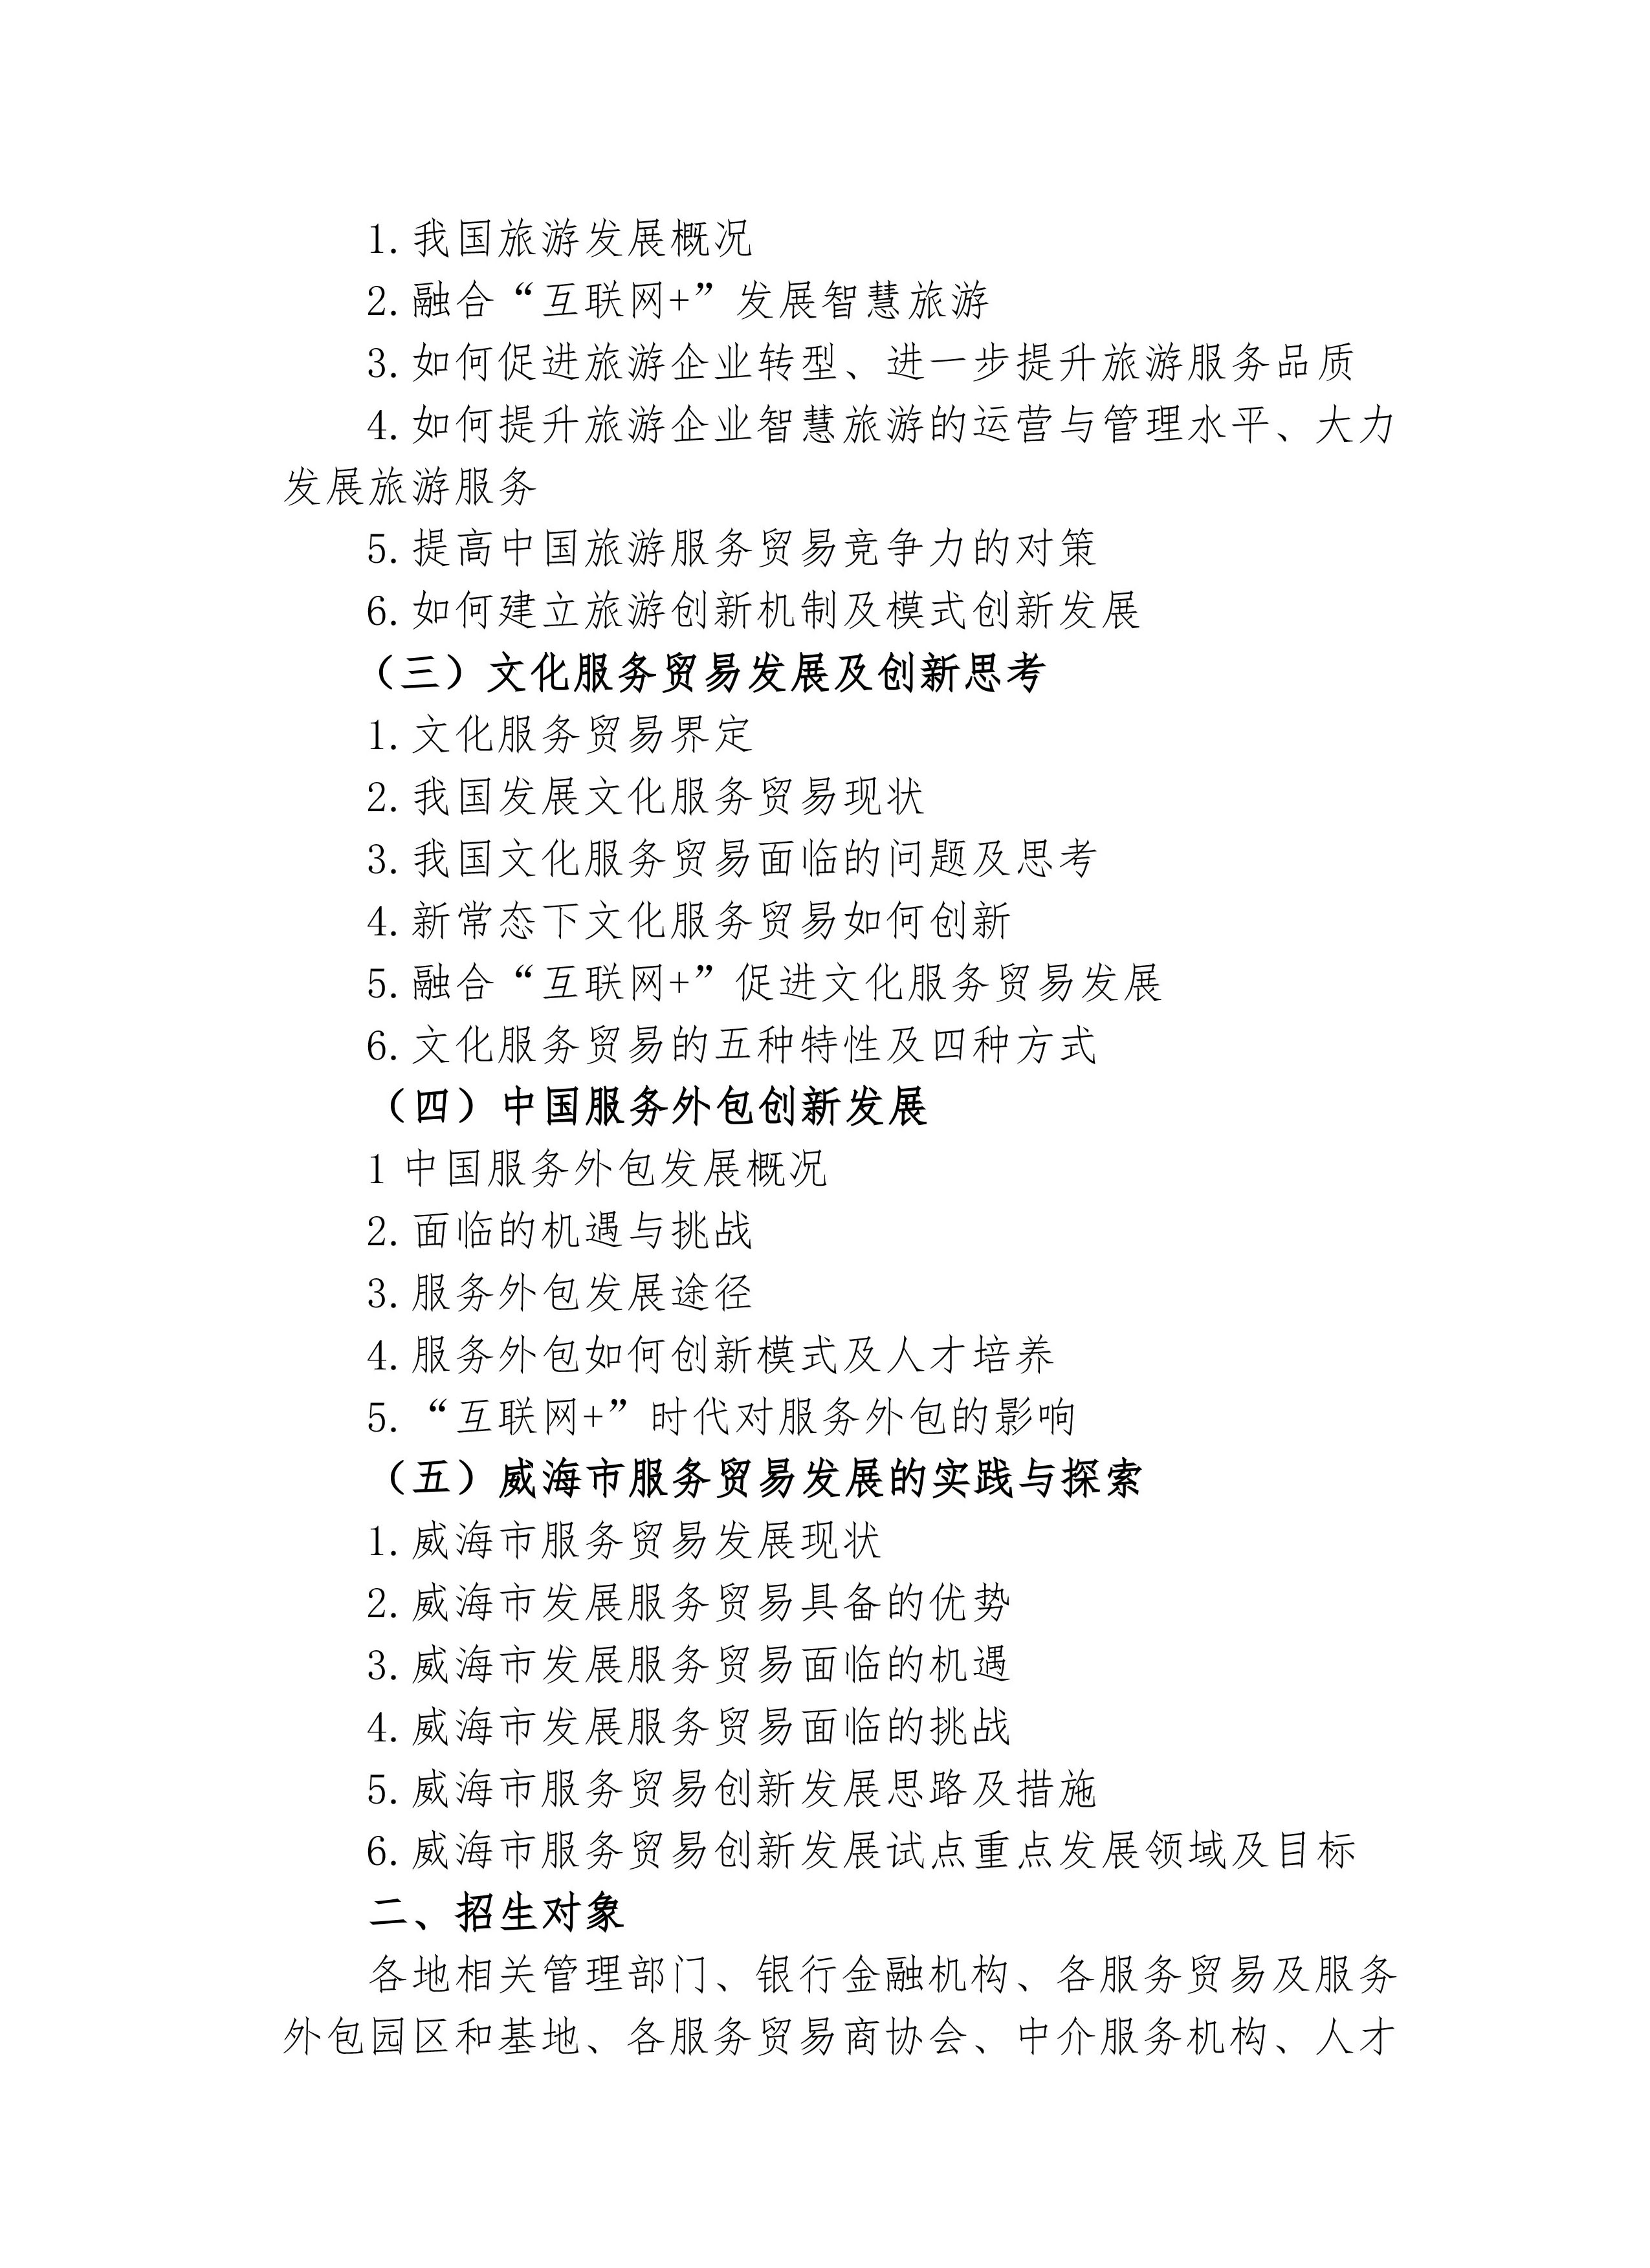 1.我国旅游发展概况
2.融合“互联网+”发展智慧旅游
3.如何促进旅游企业转型、进一步提升旅游服务品质
4.如何提升旅游企业智慧旅游的运营与管理水平、大力
发展旅游服务
5.提高中国旅游服务贸易竞争力的对策
6.如何建立旅游创新机制及模式创新发展
（三）文化服务贸易发展及创新思考
1.文化服务贸易界定
2.我国发展文化服务贸易现状
3.我国文化服务贸易面临的问题及思考
4.新常态下文化服务贸易如何创新
5.融合“互联网+”促进文化服务贸易发展
6.文化服务贸易的五种特性及四种方式
（四）中国服务外包创新发展
1 中国服务外包发展概况
2.面临的机遇与挑战
3.服务外包发展途径
4.服务外包如何创新模式及人才培养
5.“互联网+”时代对服务外包的影响
（五）威海市服务贸易发展的实践与探索
1.威海市服务贸易发展现状
2.威海市发展服务贸易具备的优势
3.威海市发展服务贸易面临的机遇
4.威海市发展服务贸易面临的挑战
5.威海市服务贸易创新发展思路及措施
6.威海市服务贸易创新发展试点重点发展领域及目标
二、招生对象
各地相关管理部门、银行金融机构、各服务贸易及服务
外包园区和基地、各服务贸易商协会、中介服务机构、人才